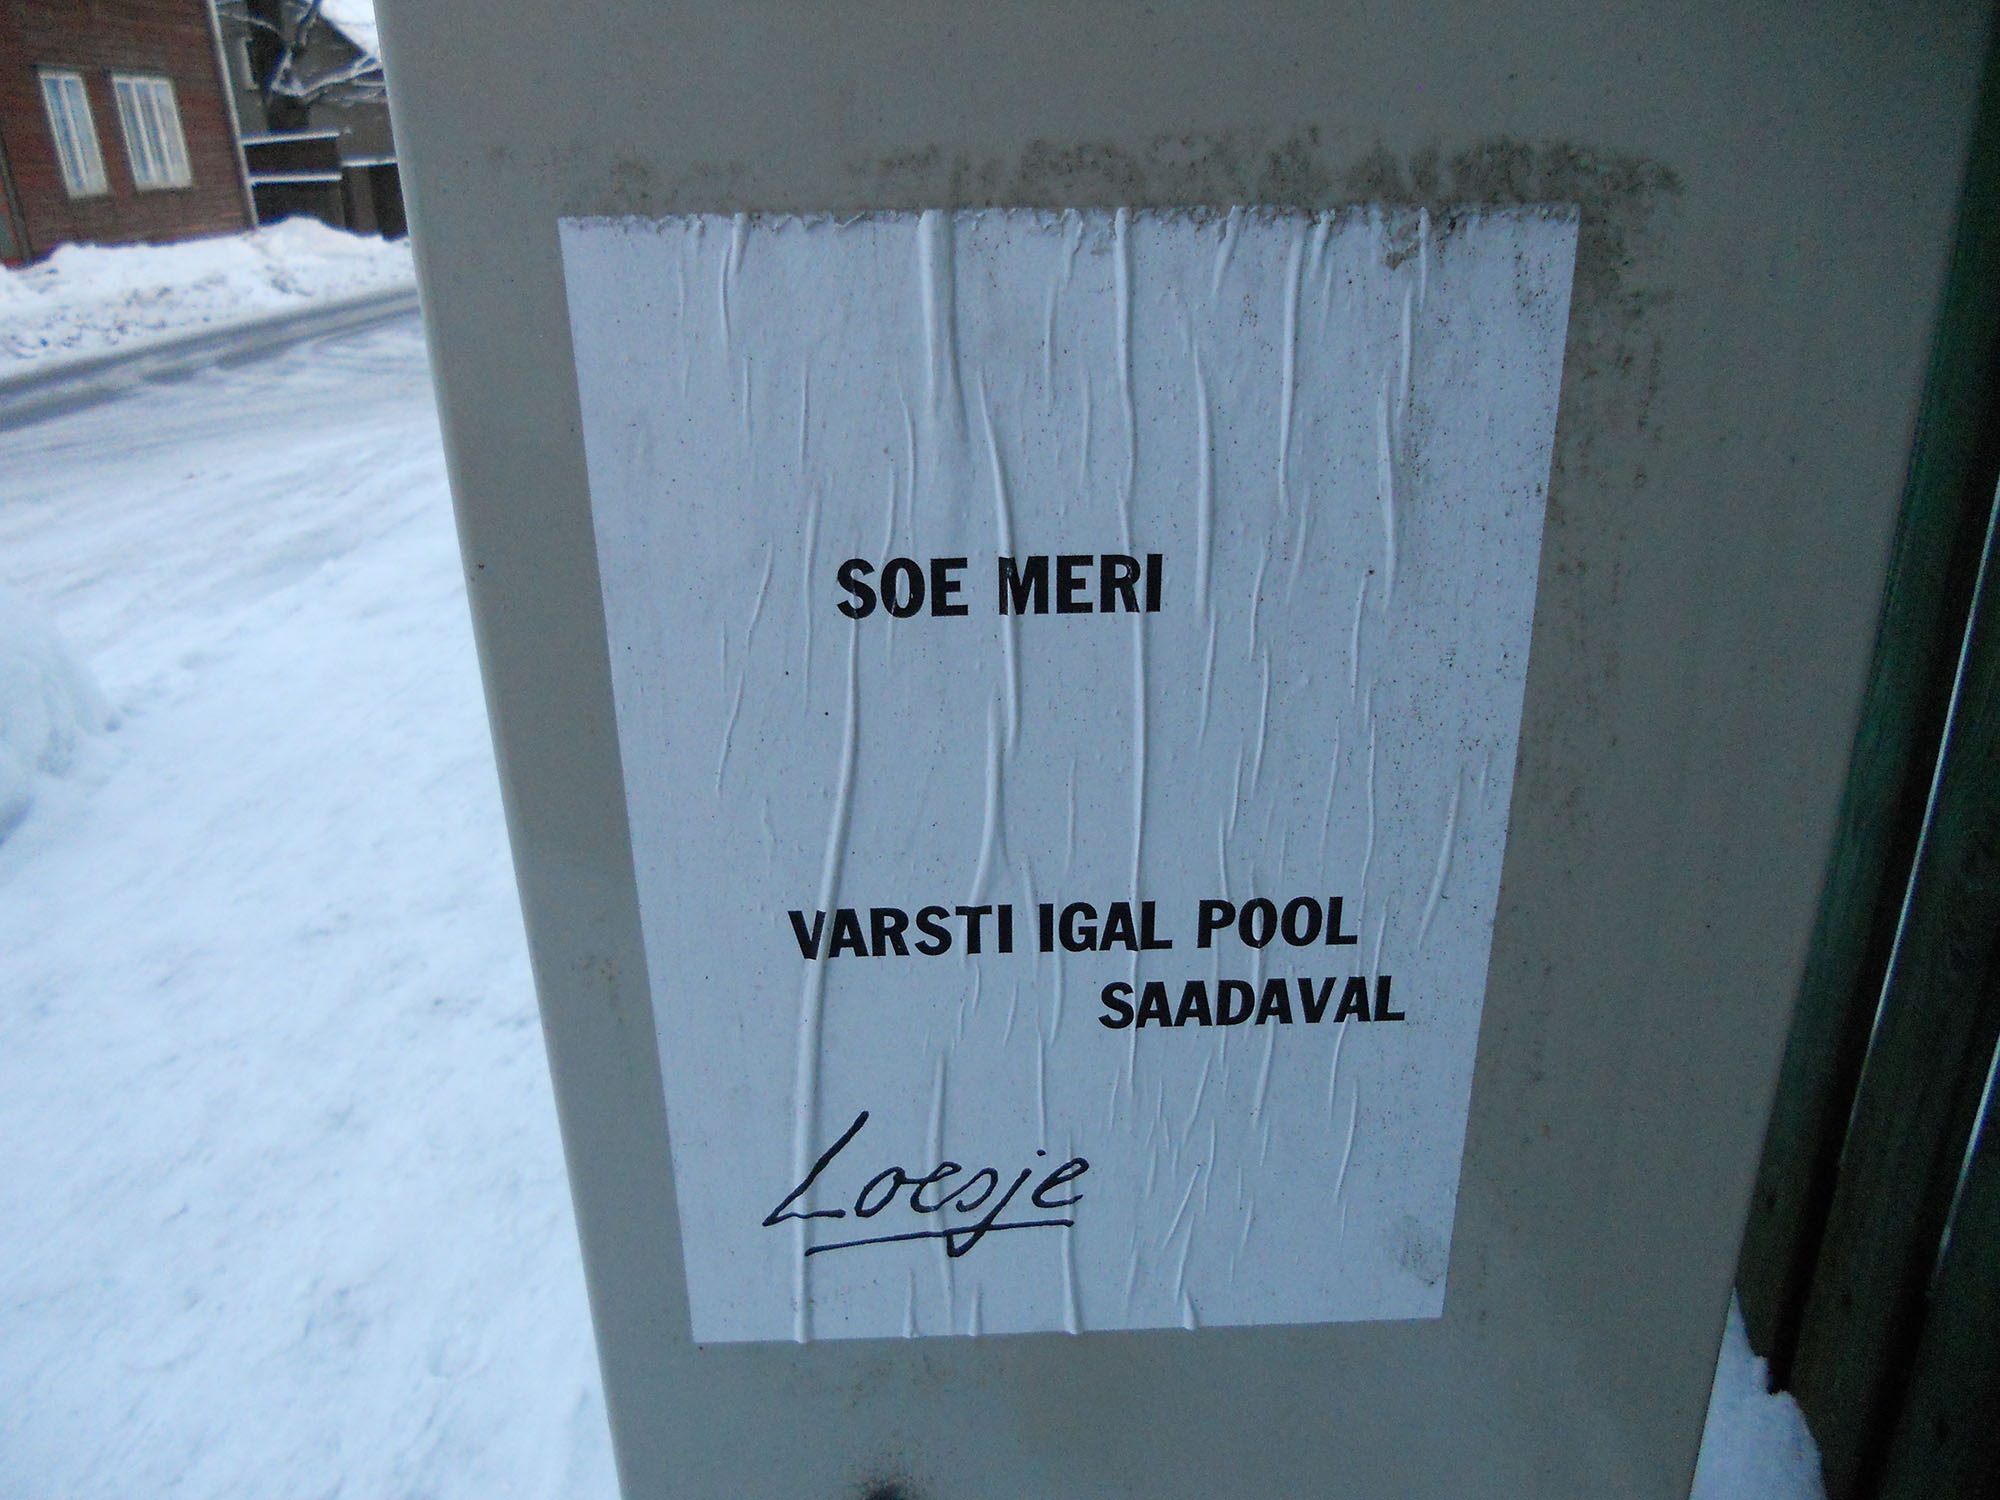 SOE MERI
VARSTI IGAL POOL
SAADAVAL
Loesje